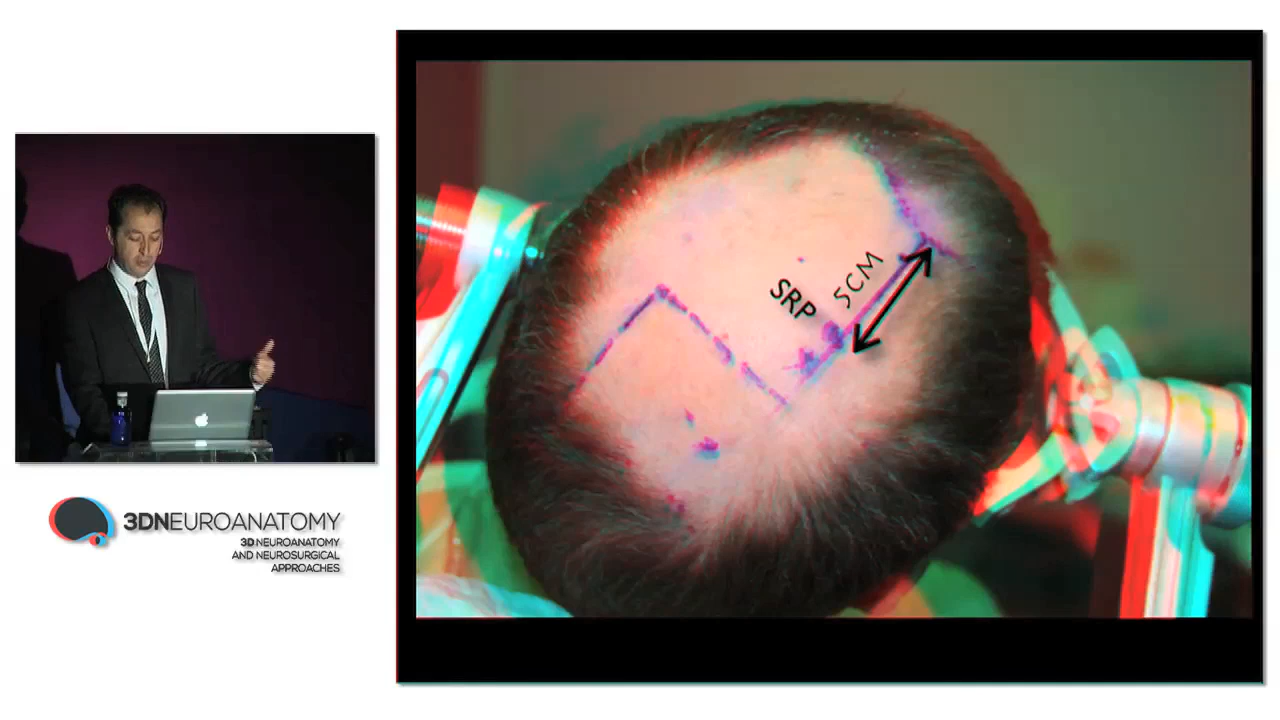 SRP
5CM
3DNEUROANATOMY
3D NEUROANATOMY
AND NEUROSURGICAL
APPROACHES